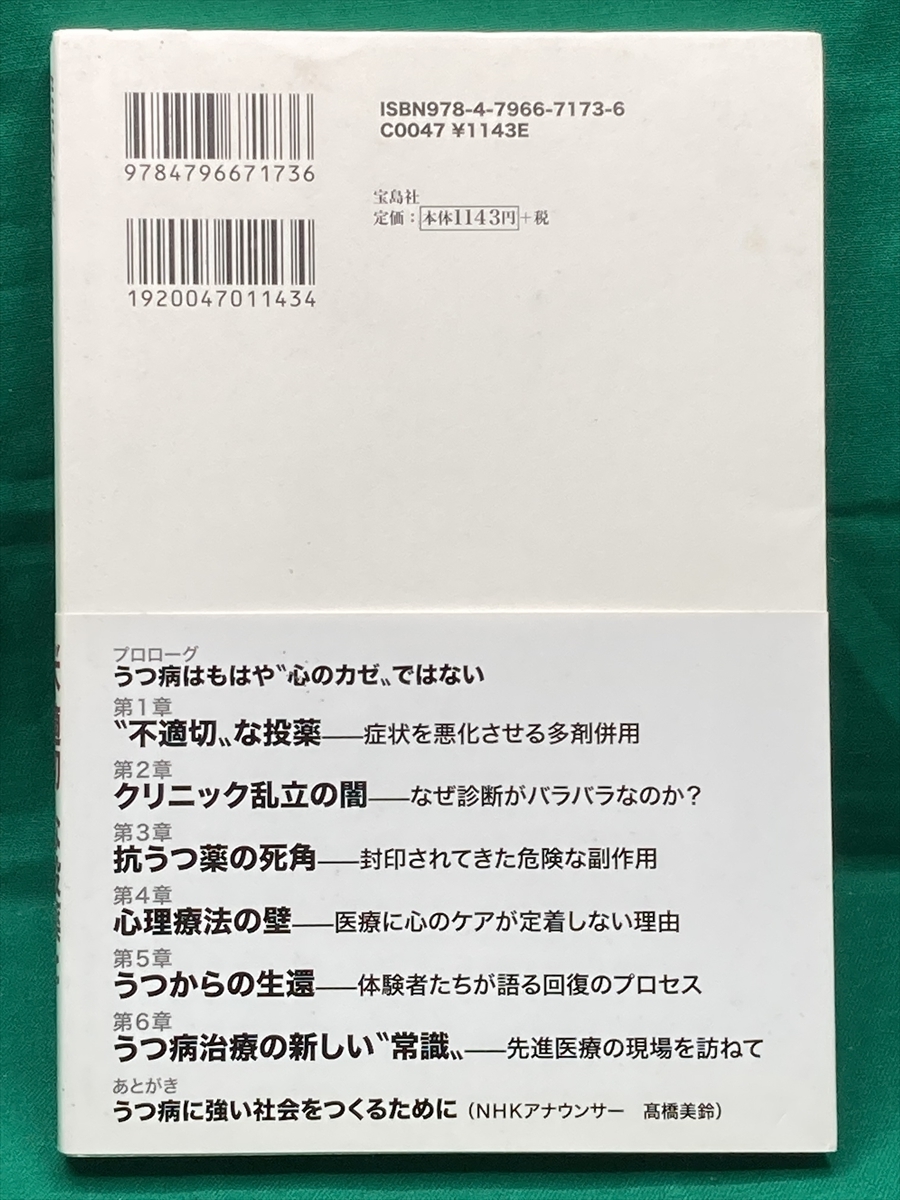 ISBN978-4-7966-7173-6
C0047 ¥1143E
9784796671736
宝島社
定価:本体1143円+税
1920047011434
プロローグ
うつ病はもはや〝心のカゼ〟ではない
第1章
〝不適切〟な投薬――症状を悪化させる多剤併用
第2章
クリニック乱立の闇――なぜ診断がバラバラなのか?
第3章
抗うつ薬の死角――封印されてきた危険な副作用
第4章
心理療法の壁――医療に心のケアが定着しない理由
第5章
うつからの生還――体験者たちが語る回復のプロセス
第6章
うつ病治療の新しい〝常識〟――先進医療の現場を訪ねて
あとがき
うつ病に強い社会をつくるために(NHKアナウンサー 髙橋美鈴)